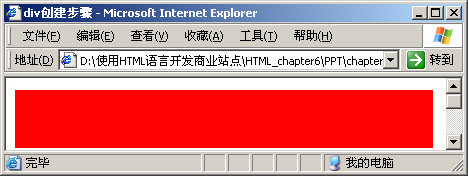 div创建步骤 - Microsoft Internet Explorer
文件(F) 编辑(E) 查看(V) 收藏(A) 工具(T) 帮助(H)
地址(D) D:\使用HTML语言开发商业站点\HTML_chapter6\PPT\chapter 转到
完毕 我的电脑